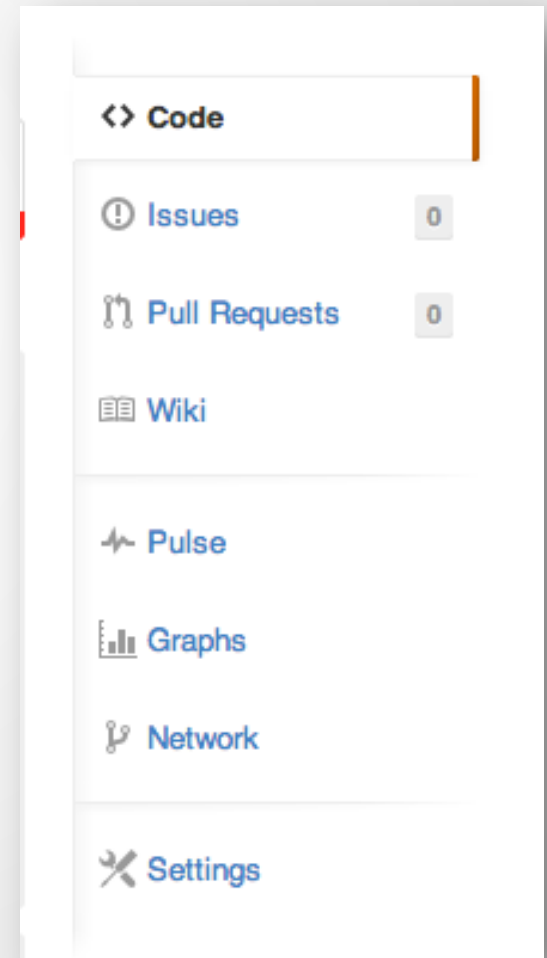 Code
Issues 0
Pull Requests 0
Wiki
Pulse
Graphs
Network
Settings